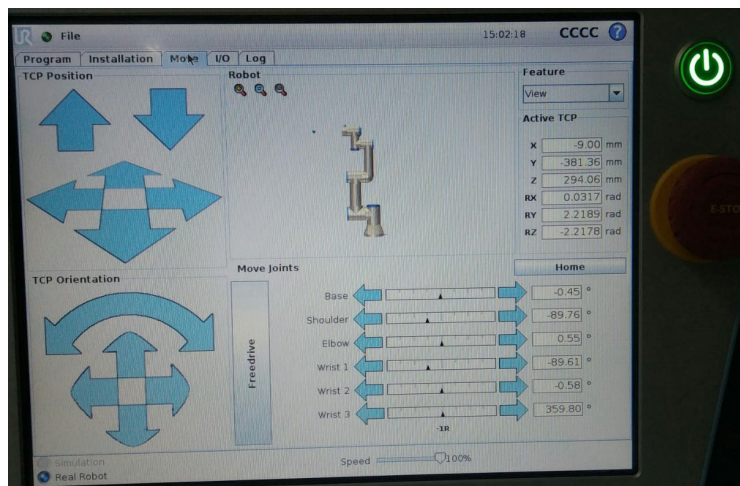 UR File 15:02:18 CCCC ?
Program Installation Move I/O Log
TCP Position
Robot
Feature
View
Active TCP
X -9.00 mm
Y -381.36 mm
Z 294.06 mm
RX 0.0317 rad
RY 2.2189 rad
RZ -2.2178 rad
Home
TCP Orientation
Move Joints
Freedrive
Base -0.45 °
Shoulder -89.76 °
Elbow 0.55 °
Wrist 1 -89.61 °
Wrist 2 -0.58 °
Wrist 3 359.80 °
-1R
Simulation
Real Robot
Speed 100%
E-STO